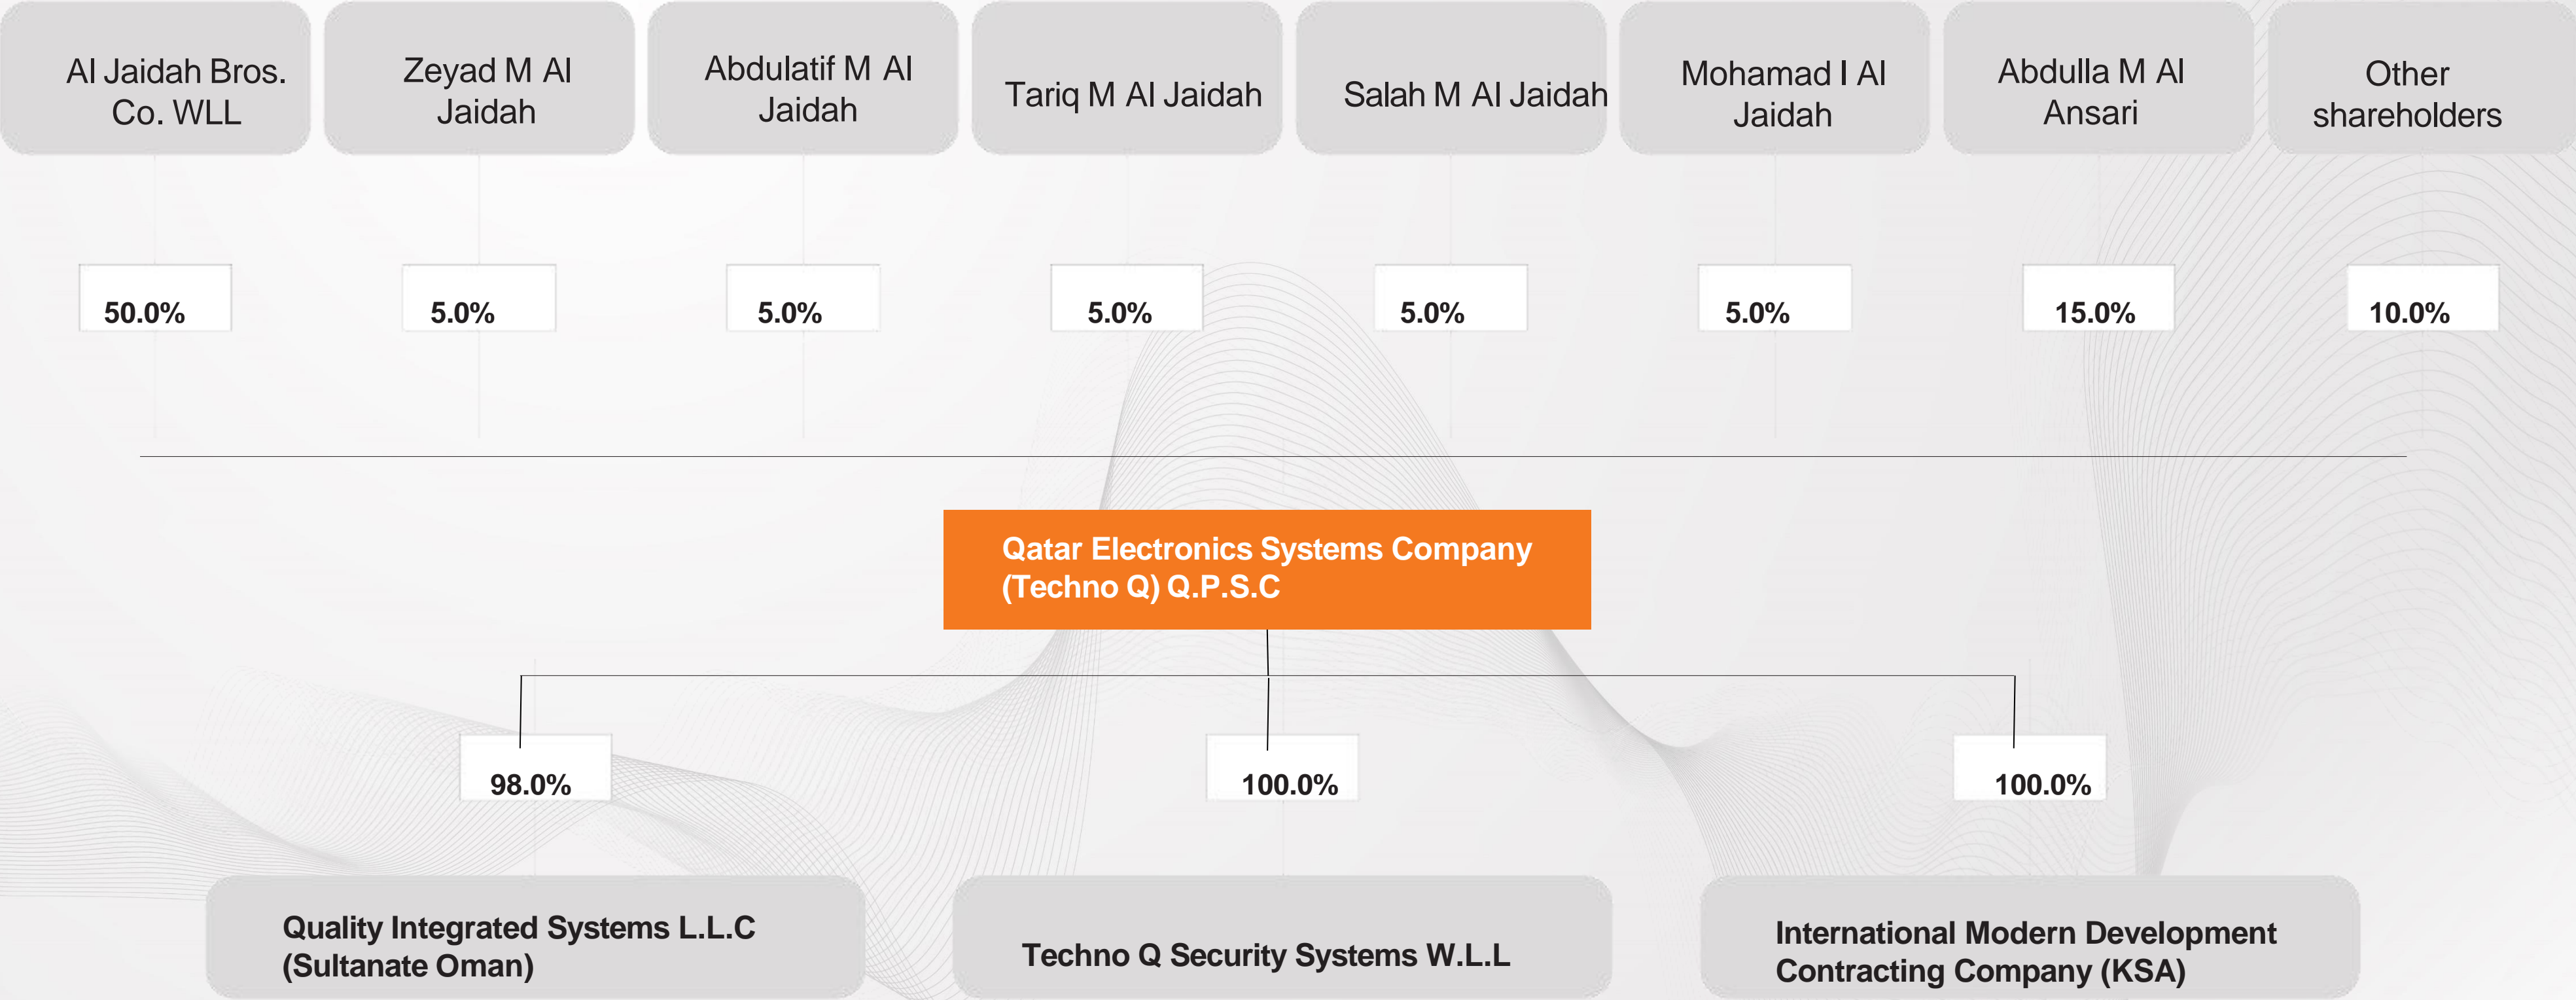 Al Jaidah Bros.
Co. WLL
Zeyad M Al
Jaidah
Abdulatif M Al
Jaidah
Tariq M Al Jaidah
Salah M Al Jaidah
Mohamad I Al
Jaidah
Abdulla M Al
Ansari
Other
shareholders
50.0%
5.0%
5.0%
5.0%
5.0%
5.0%
15.0%
10.0%
Qatar Electronics Systems Company
(Techno Q) Q.P.S.C
98.0%
100.0%
100.0%
Quality Integrated Systems L.L.C
(Sultanate Oman)
Techno Q Security Systems W.L.L
International Modern Development
Contracting Company (KSA)